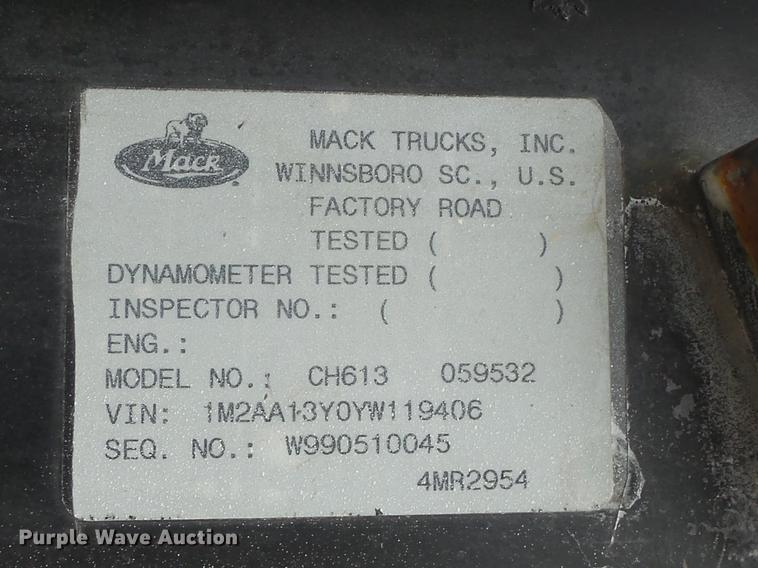 Mack
MACK TRUCKS, INC.
WINNSBORO SC., U.S.
FACTORY ROAD
TESTED (        )
DYNAMOMETER TESTED (        )
INSPECTOR NO.: (            )
ENG.:
MODEL NO.: CH613 059532
VIN: 1M2AA13Y0YW119406
SEQ. NO.: W990510045
4MR2954
Purple Wave Auction